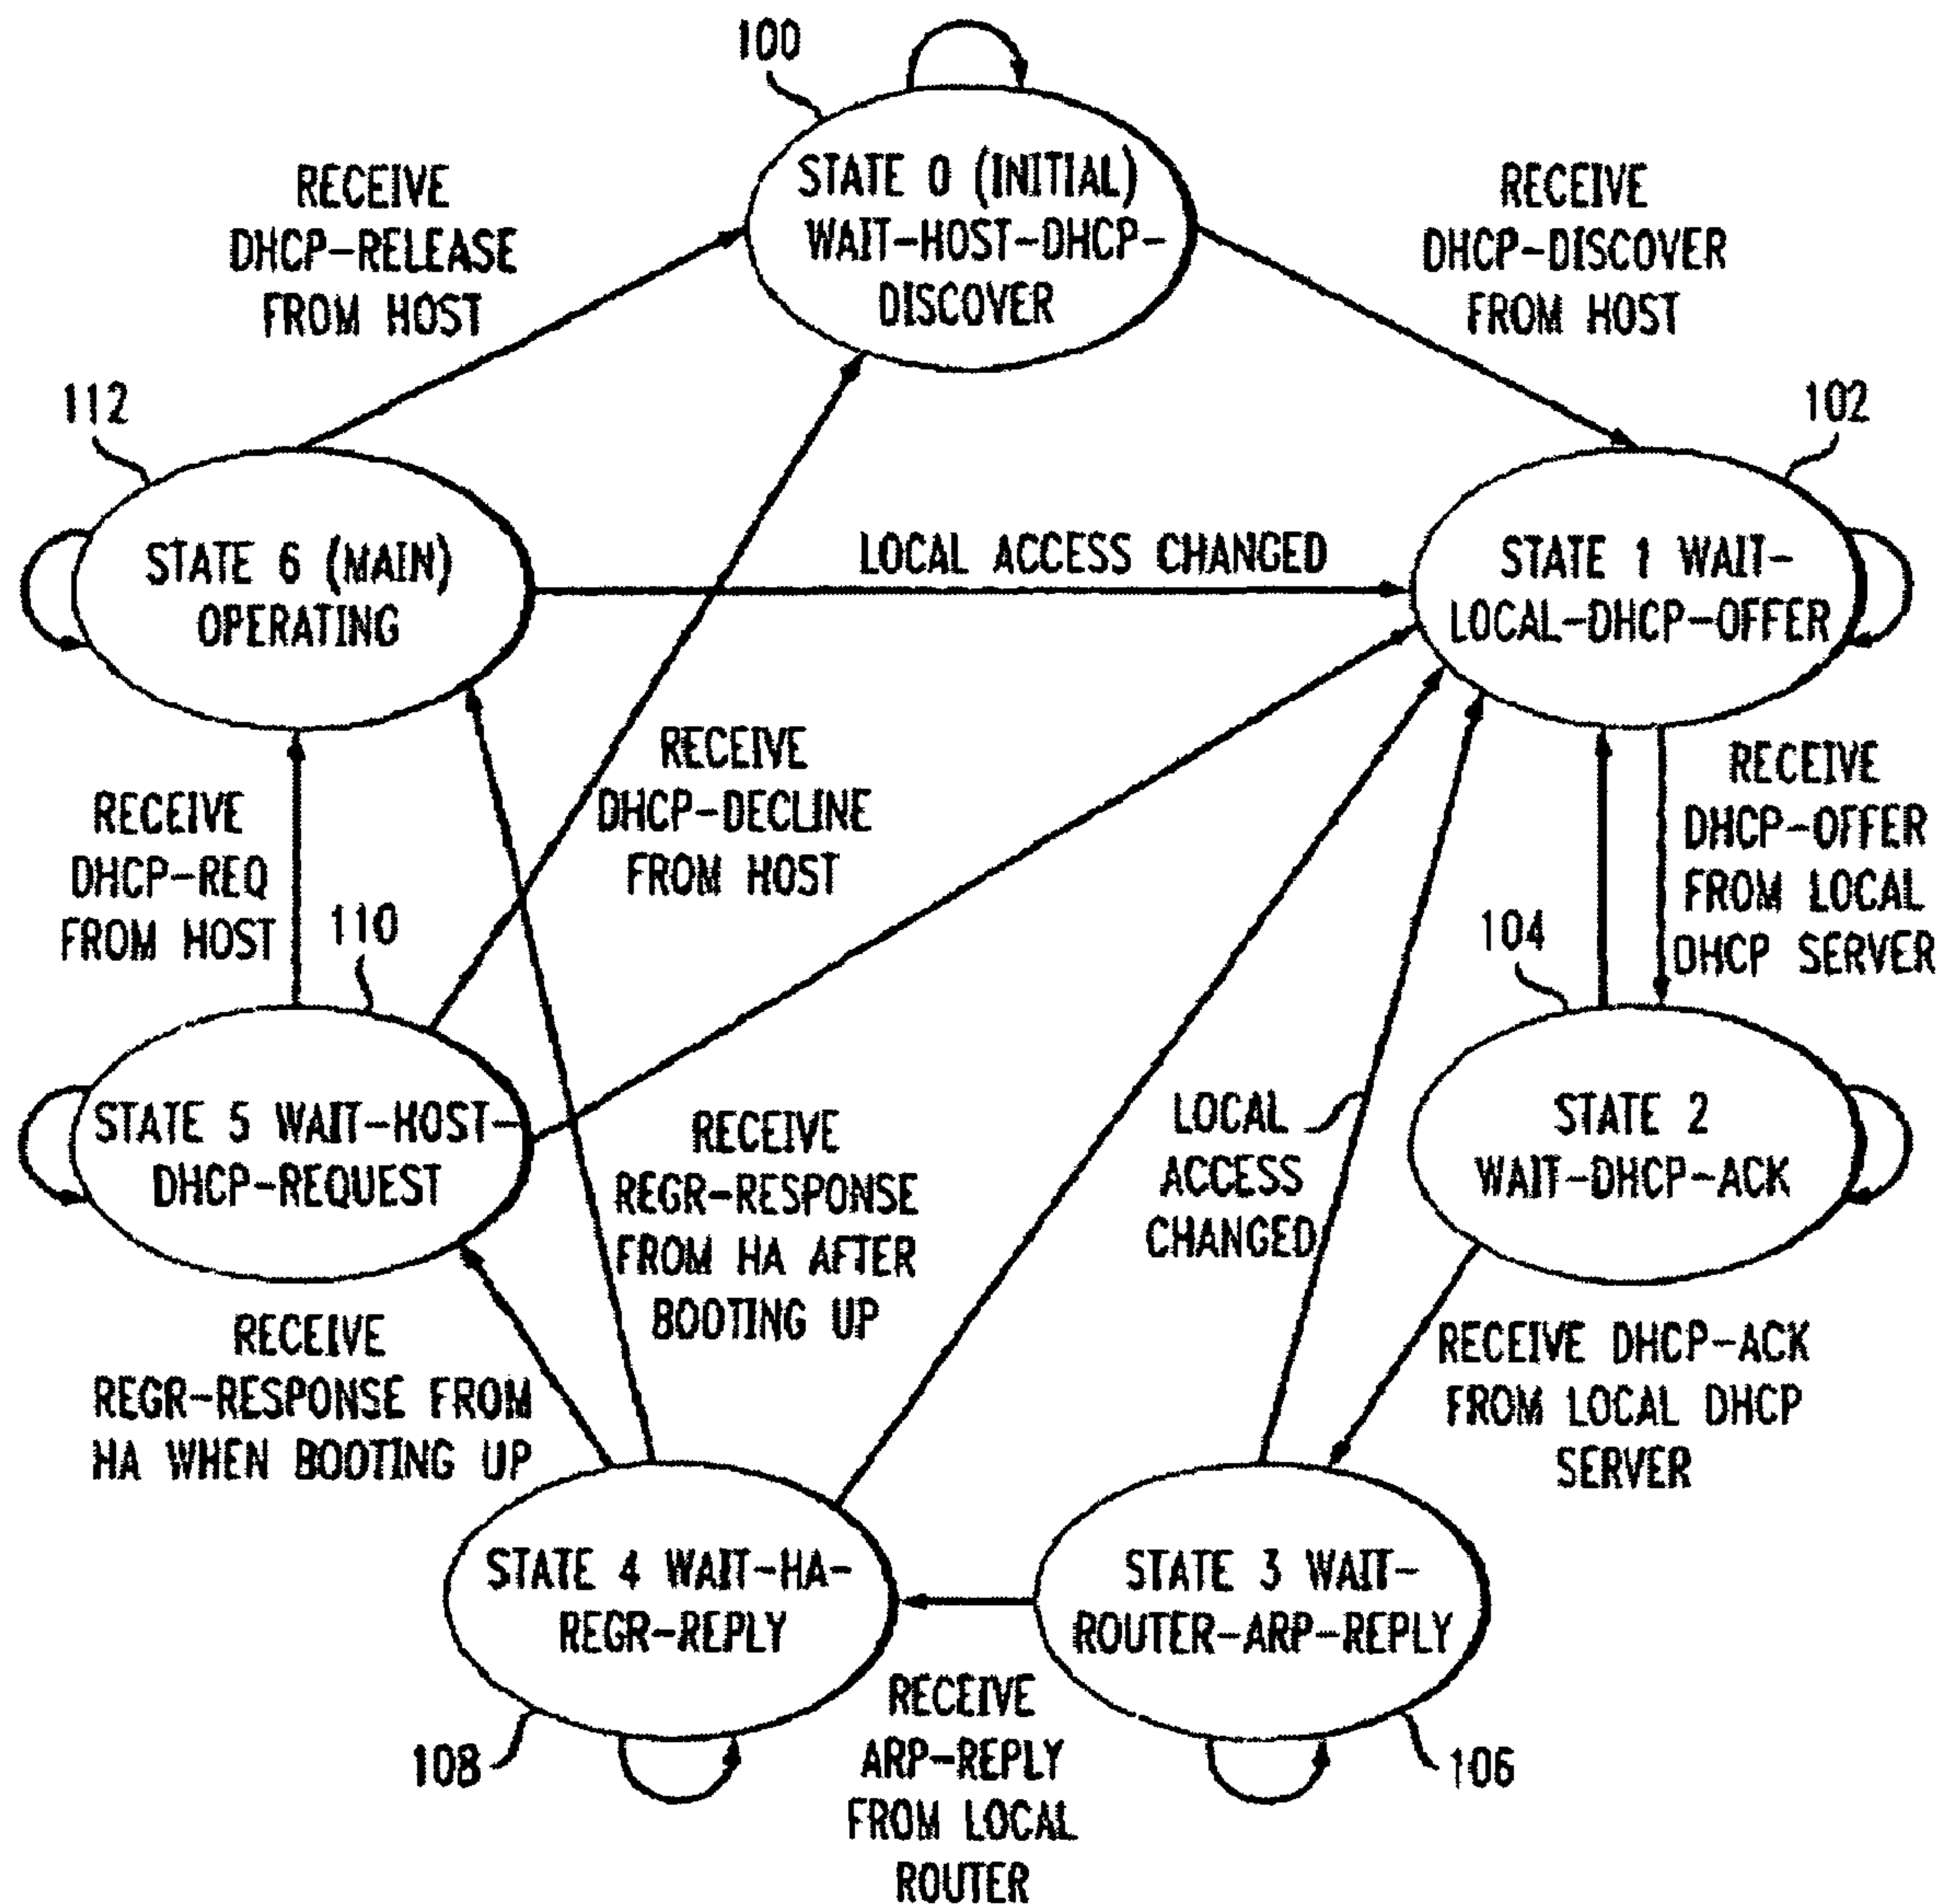 100
STATE 0 (INITIAL)
WAIT-HOST-DHCP-
DISCOVER
RECEIVE
DHCP-RELEASE
FROM HOST
RECEIVE
DHCP-DISCOVER
FROM HOST
112
102
STATE 6 (MAIN)
OPERATING
LOCAL ACCESS CHANGED
STATE 1 WAIT-
LOCAL-DHCP-OFFER
RECEIVE
DHCP-REQ
FROM HOST
RECEIVE
DHCP-DECLINE
FROM HOST
RECEIVE
DHCP-OFFER
FROM LOCAL
DHCP SERVER
110
104
STATE 5 WAIT-HOST-
DHCP-REQUEST
RECEIVE
REGR-RESPONSE
FROM HA AFTER
BOOTING UP
LOCAL
ACCESS
CHANGED
STATE 2
WAIT-DHCP-ACK
RECEIVE
REGR-RESPONSE FROM
HA WHEN BOOTING UP
RECEIVE DHCP-ACK
FROM LOCAL DHCP
SERVER
STATE 4 WAIT-HA-
REGR-REPLY
STATE 3 WAIT-
ROUTER-ARP-REPLY
108
RECEIVE
ARP-REPLY
FROM LOCAL
ROUTER
106